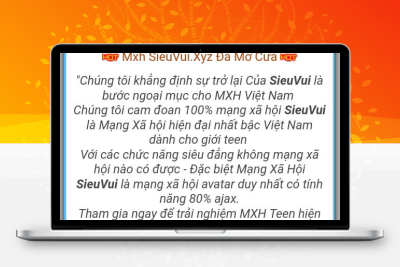 HOT Mxh SieuVui.Xyz Đã Mở Cửa HOT
"Chúng tôi khẳng định sự trở lại Của SieuVui là
bước ngoại mục cho MXH Việt Nam
Chúng tôi cam đoan 100% mạng xã hội SieuVui
là Mạng Xã hội hiện đại nhất bậc Việt Nam
dành cho giới teen
Với các chức năng siêu đẳng không mạng xã
hội nào có được - Đặc biệt Mạng Xã Hội
SieuVui là mạng xã hội avatar duy nhất có tính
năng 80% ajax.
Tham gia ngay để trải nghiệm MXH Teen hiện